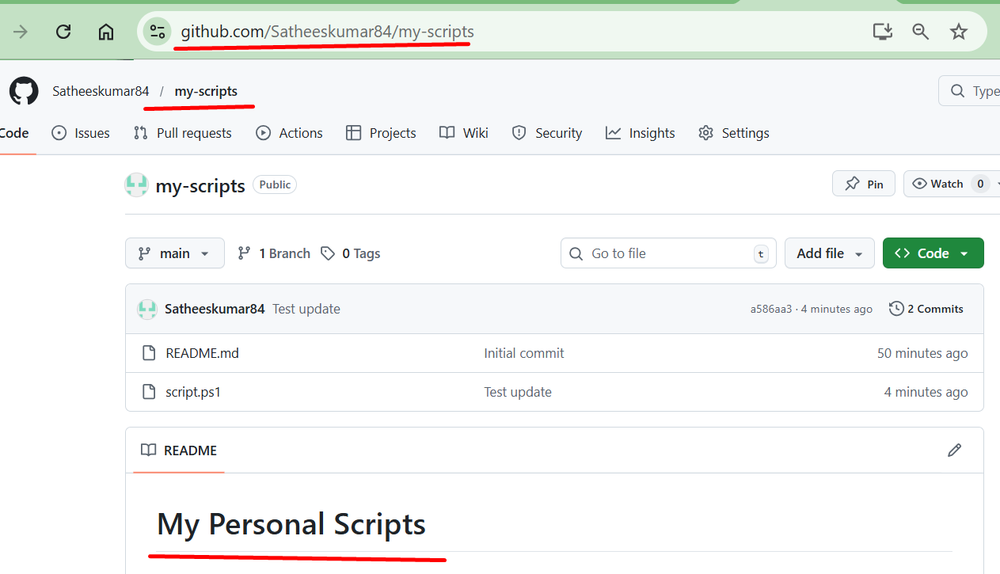 github.com/Satheeskumar84/my-scripts
Satheeskumar84 / my-scripts
Type
Code Issues Pull requests Actions Projects Wiki Security Insights Settings
my-scripts Public Pin Watch 0
main 1 Branch 0 Tags Go to file t Add file <> Code
Satheeskumar84 Test update a586aa3 · 4 minutes ago 2 Commits
README.md Initial commit 50 minutes ago
script.ps1 Test update 4 minutes ago
README
My Personal Scripts